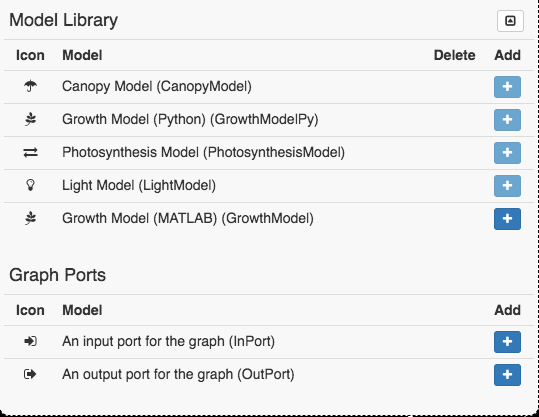 Model Library
Icon Model Delete Add
Canopy Model (CanopyModel)
Growth Model (Python) (GrowthModelPy)
Photosynthesis Model (PhotosynthesisModel)
Light Model (LightModel)
Growth Model (MATLAB) (GrowthModel)
Graph Ports
Icon Model Add
An input port for the graph (InPort)
An output port for the graph (OutPort)